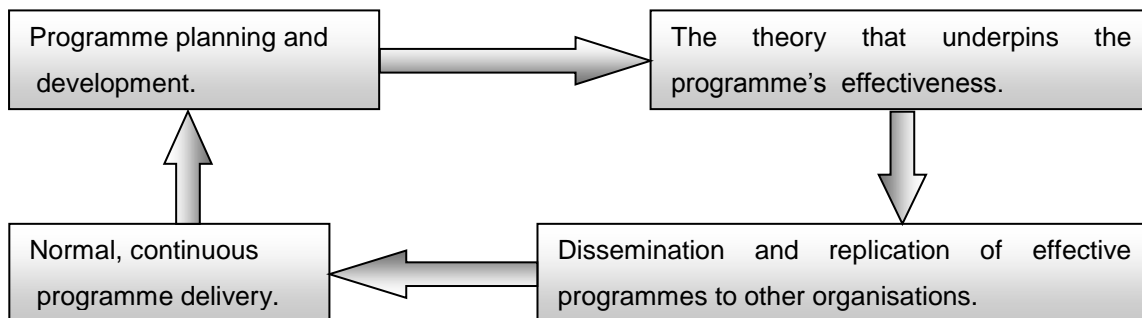 Programme planning and
development.
The theory that underpins the
programme's effectiveness.
Normal, continuous
programme delivery.
Dissemination and replication of effective
programmes to other organisations.